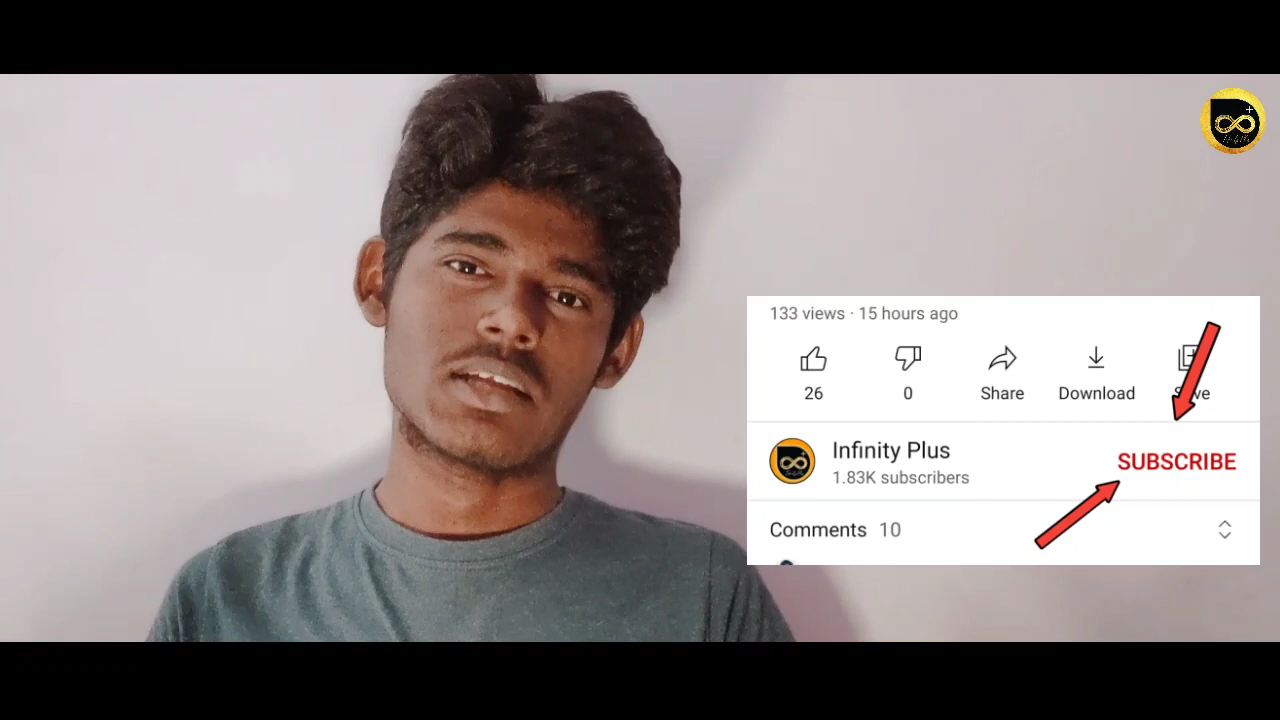 133 views · 15 hours ago
26
0
Share
Download
Infinity Plus
1.83K subscribers
SUBSCRIBE
Comments 10